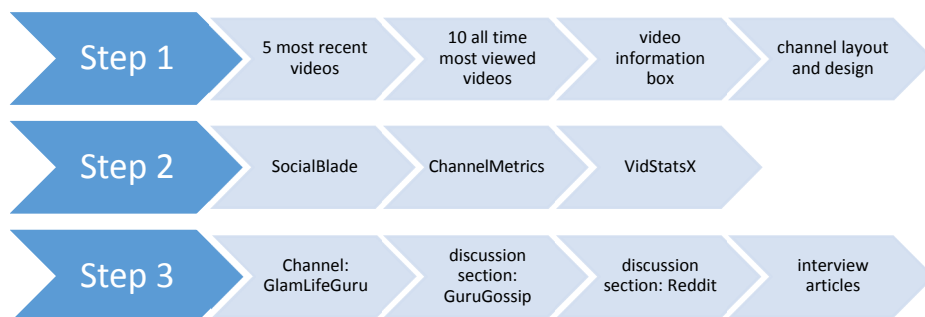 Step 1
5 most recent
videos
10 all time
most viewed
videos
video
information
box
channel layout
and design
Step 2
SocialBlade
ChannelMetrics
VidStatsX
Step 3
Channel:
GlamLifeGuru
discussion
section:
GuruGossip
discussion
section: Reddit
interview
articles